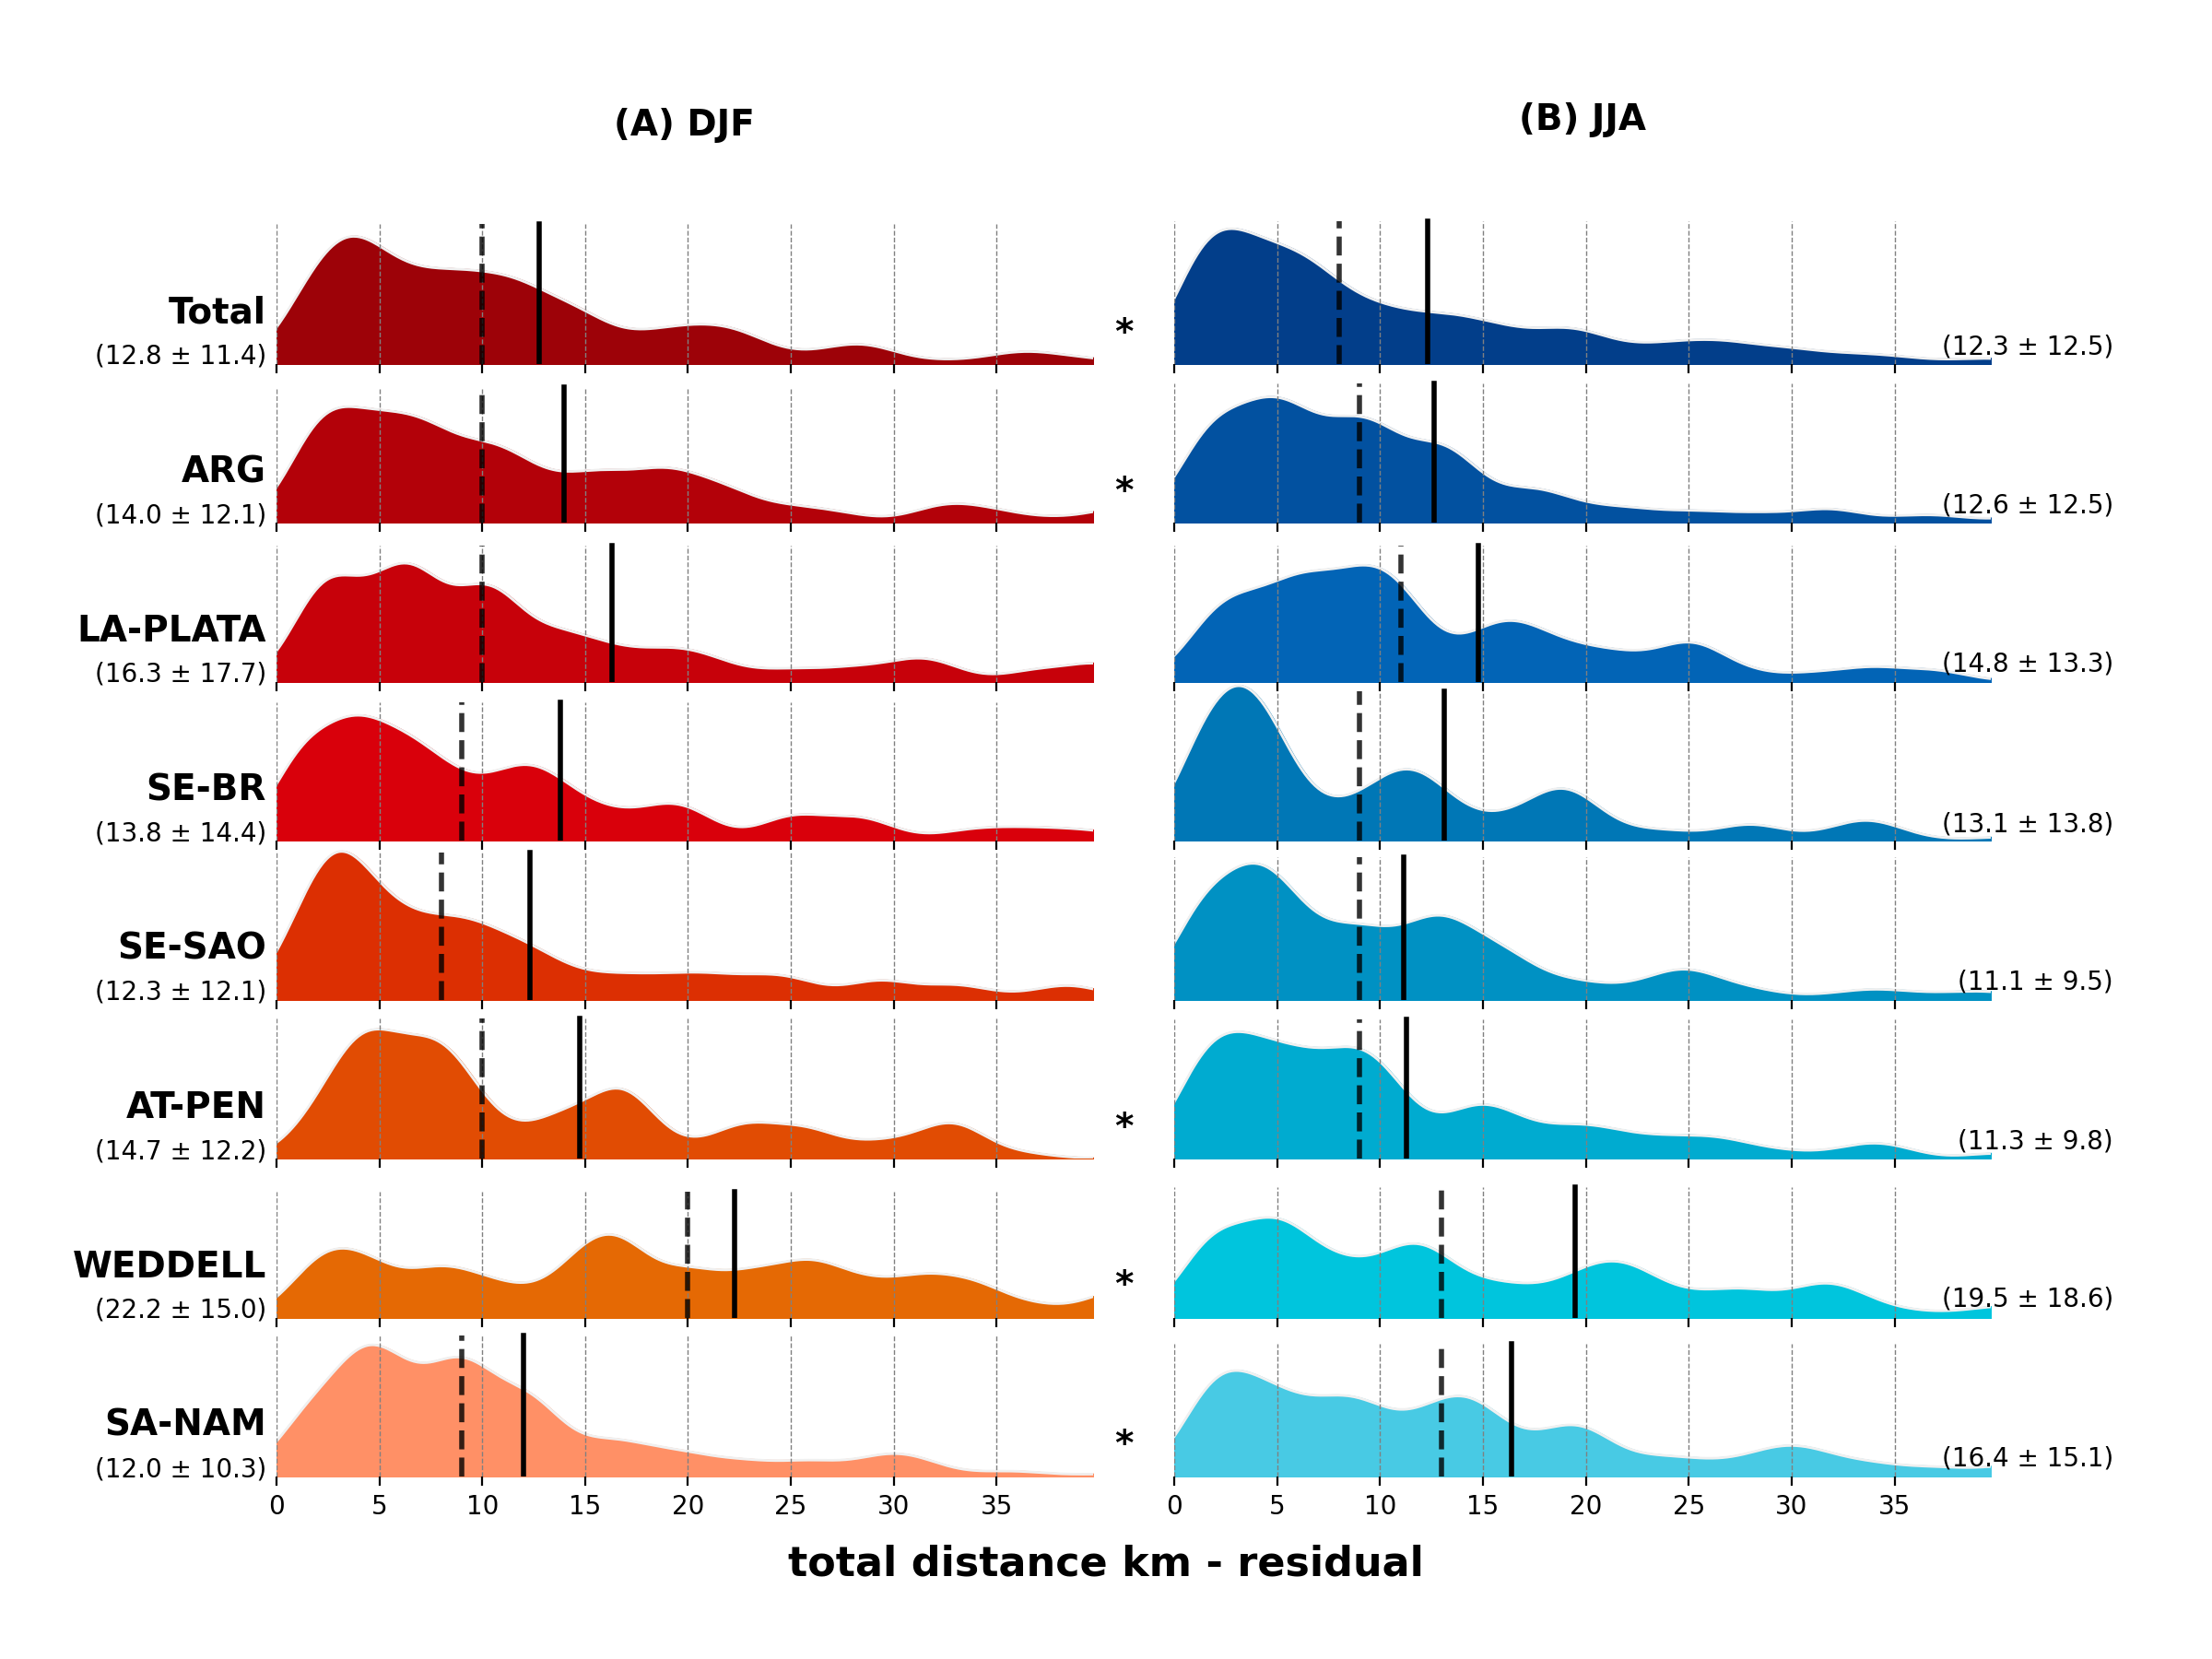 (A) DJF
(B) JJA
Total
(12.8 ± 11.4)
*
(12.3 ± 12.5)
ARG
(14.0 ± 12.1)
*
(12.6 ± 12.5)
LA-PLATA
(16.3 ± 17.7)
(14.8 ± 13.3)
SE-BR
(13.8 ± 14.4)
(13.1 ± 13.8)
SE-SAO
(12.3 ± 12.1)
(11.1 ± 9.5)
AT-PEN
(14.7 ± 12.2)
*
(11.3 ± 9.8)
WEDDELL
(22.2 ± 15.0)
*
(19.5 ± 18.6)
SA-NAM
(12.0 ± 10.3)
*
(16.4 ± 15.1)
0 5 10 15 20 25 30 35
0 5 10 15 20 25 30 35
total distance km - residual